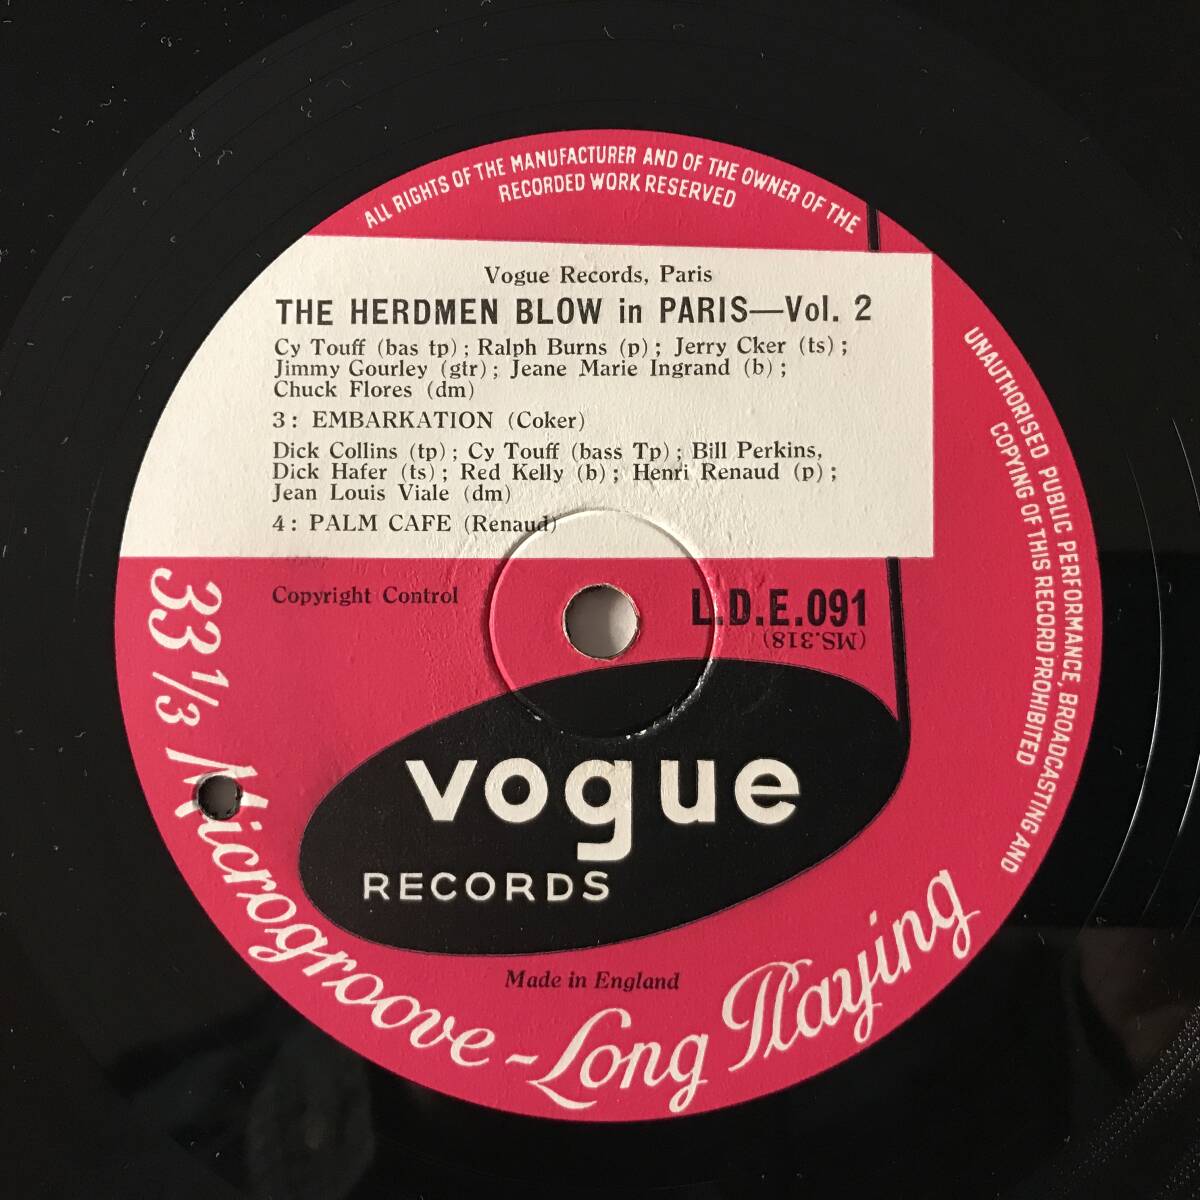 ALL RIGHTS OF THE MANUFACTURER AND OF THE OWNER OF THE
RECORDED WORK RESERVED
Vogue Records, Paris
THE HERDMEN BLOW in PARIS—Vol. 2
Cy Touff (bas tp) ; Ralph Burns (p) ; Jerry Cker (ts) ;
Jimmy Gourley (gtr) ; Jeane Marie Ingrand (b) ;
Chuck Flores (dm)
3 : EMBARKATION (Coker)
Dick Collins (tp) ; Cy Touff (bass Tp) ; Bill Perkins,
Dick Hafer (ts) ; Red Kelly (b) ; Henri Renaud (p) ;
Jean Louis Viale (dm)
4 : PALM CAFE (Renaud)
Copyright Control
L.D.E.091
(MS.318)
UNAUTHORISED PUBLIC PERFORMANCE, BROADCASTING AND
COPYING OF THIS RECORD PROHIBITED
vogue
RECORDS
Made in England
33 1/3 Microgroove - Long Playing